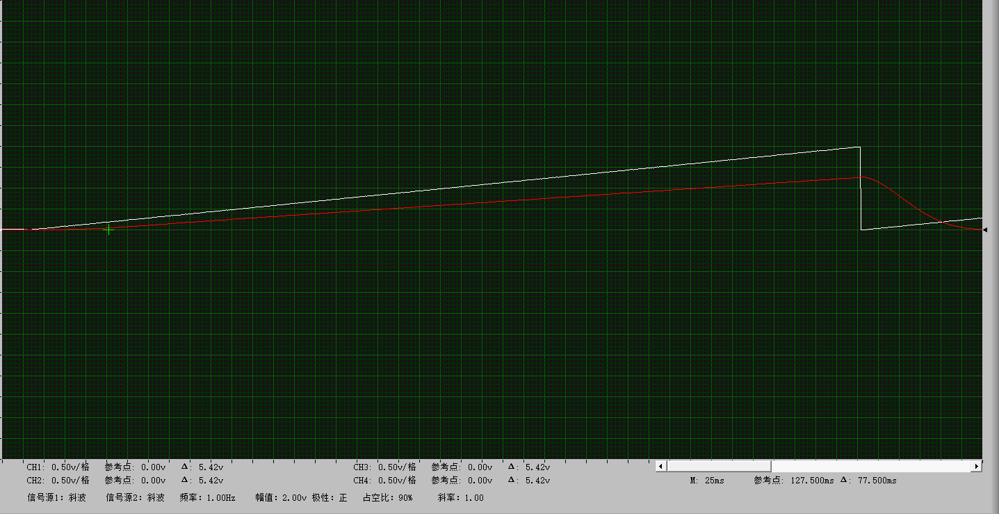 CH1: 0.50v/格 参考点: 0.00v Δ: 5.42v CH3: 0.50v/格 参考点: 0.00v Δ: 5.42v
CH2: 0.50v/格 参考点: 0.00v Δ: 5.42v CH4: 0.50v/格 参考点: 0.00v Δ: 5.42v M: 25ms 参考点: 127.500ms Δ: 77.500ms
信号源1: 斜波 信号源2: 斜波 频率: 1.00Hz 幅值: 2.00v 极性: 正 占空比: 90% 斜率: 1.00